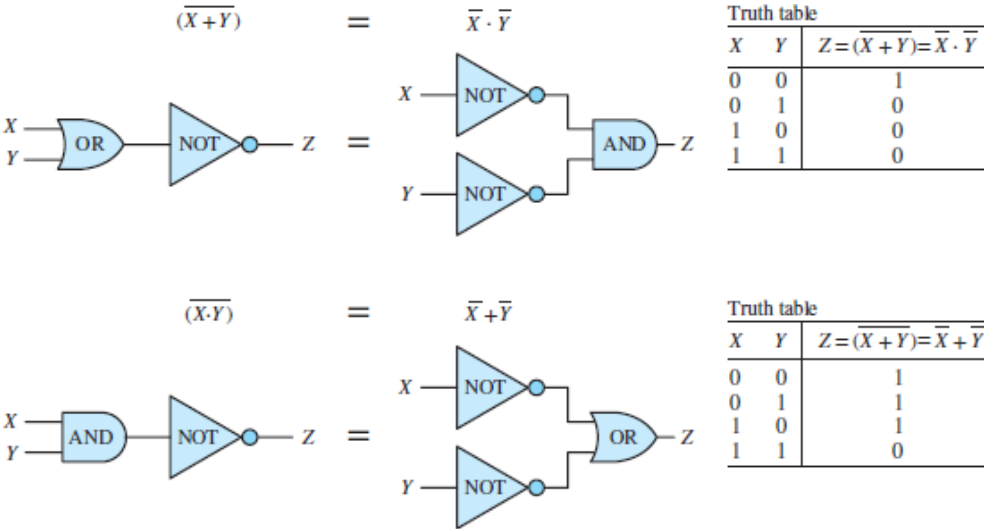 (X̅ ̅+̅ ̅Y̅) = X̅ · Y̅
X
Y
OR
NOT
Z
=
X
NOT
Y
NOT
AND
Z
Truth table
X Y Z = (X̅ ̅+̅ ̅Y̅) = X̅ · Y̅
0 0 1
0 1 0
1 0 0
1 1 0
(X̅·̅Y̅) = X̅ + Y̅
X
Y
AND
NOT
Z
=
X
NOT
Y
NOT
OR
Z
Truth table
X Y Z = (X̅ ̅+̅ ̅Y̅) = X̅ + Y̅
0 0 1
0 1 1
1 0 1
1 1 0